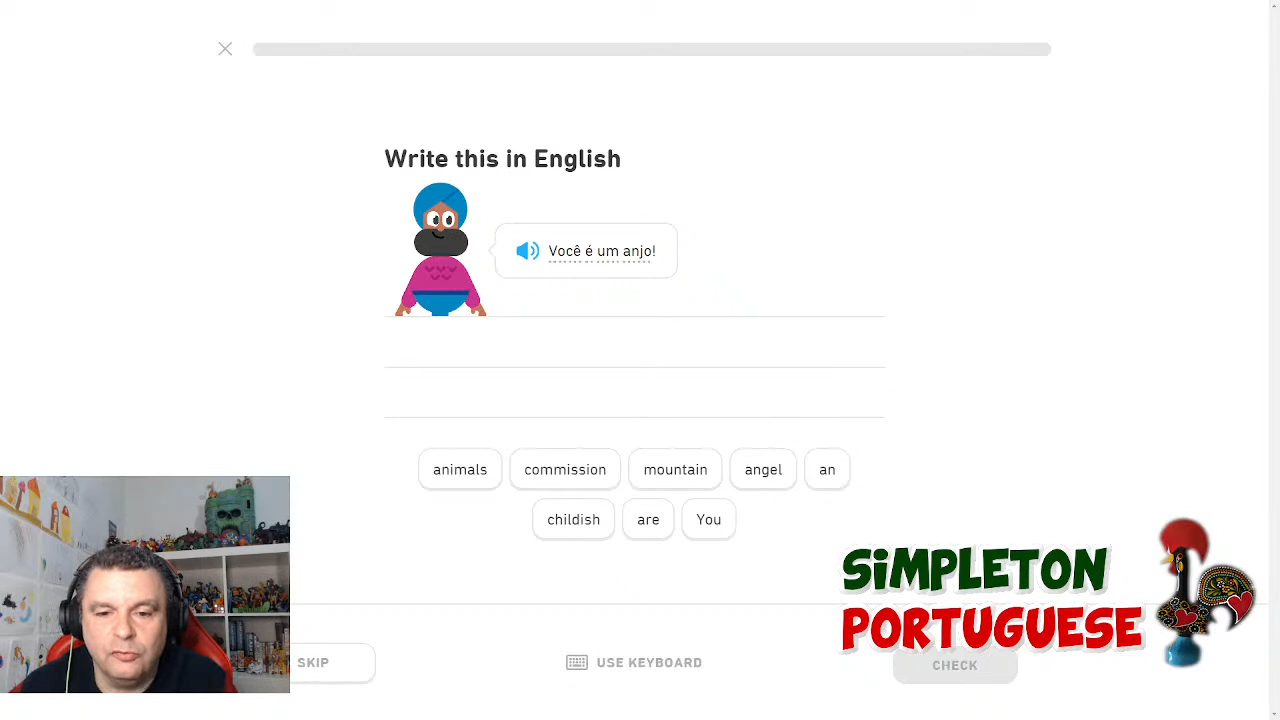 Write this in English
Você é um anjo!
animals commission mountain angel an
childish are You
SiMPLETON
PORTUGUESE
SKIP USE KEYBOARD CHECK